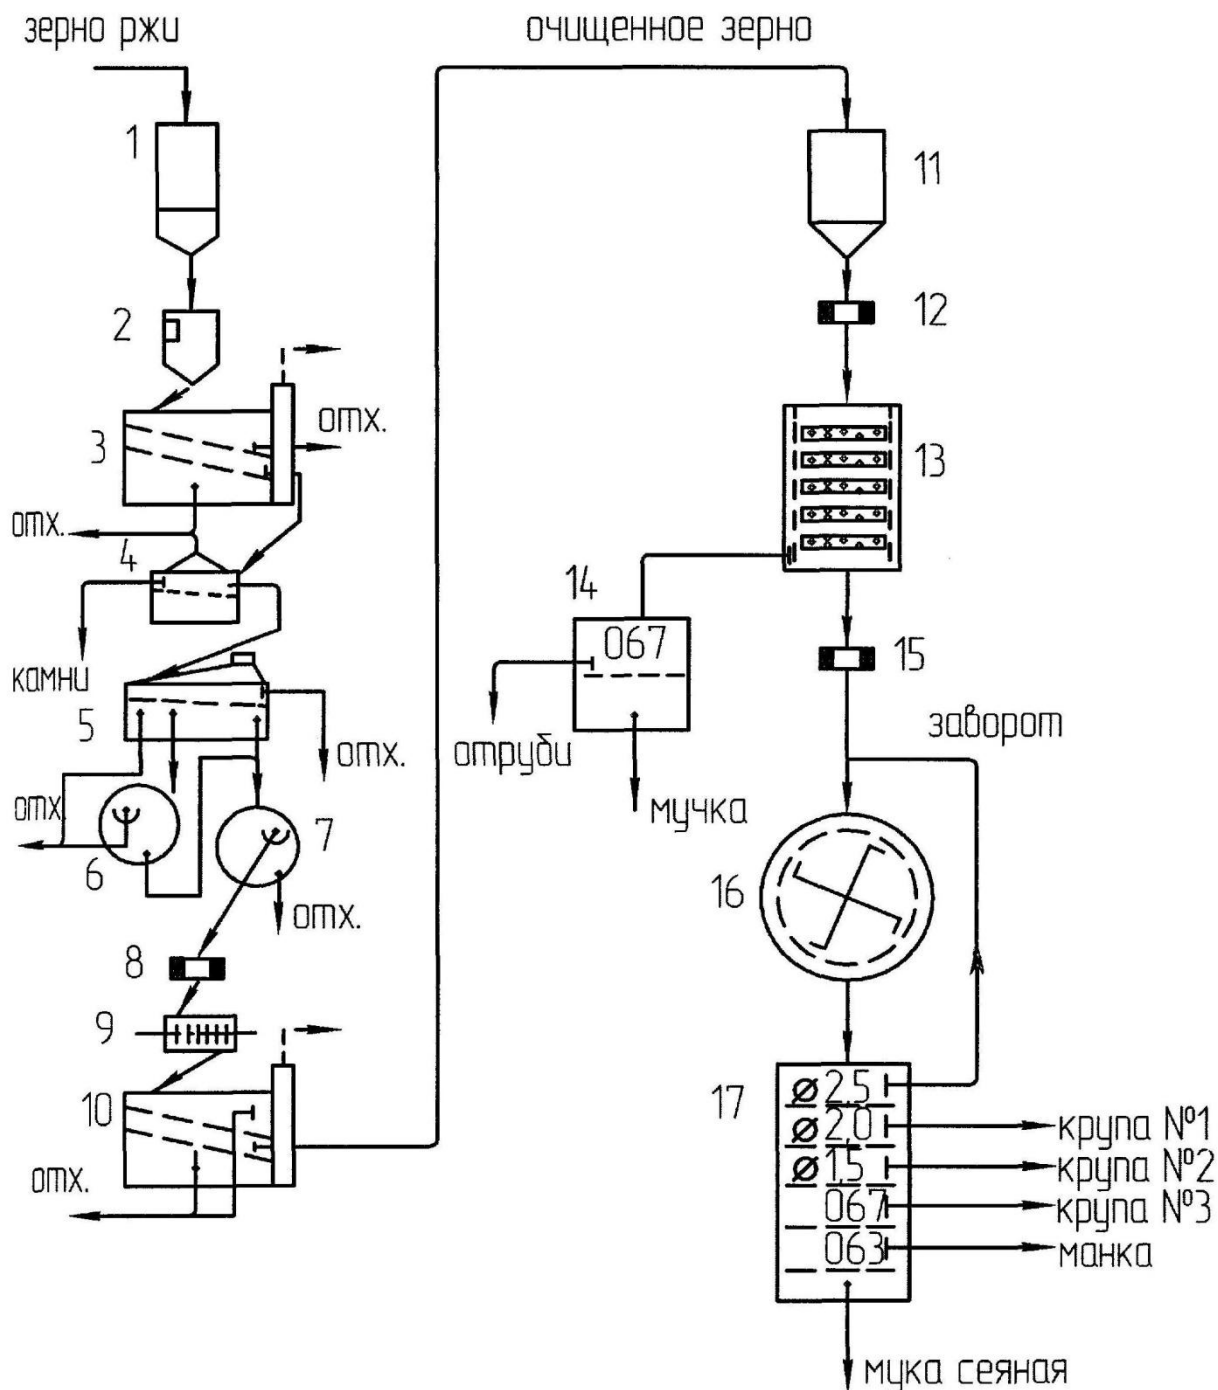 зерно ржи
очищенное зерно
1
11
2
12
отх.
3
13
отх.
4
14
067
камни
15
5
отруби
заворот
отх.
мучка
отх
7
6
16
отх.
8
9
10
17
⌀ 2.5
⌀ 2,0
крупа №1
⌀ 1,5
крупа №2
отх.
067
крупа №3
063
манка
мука сеяная